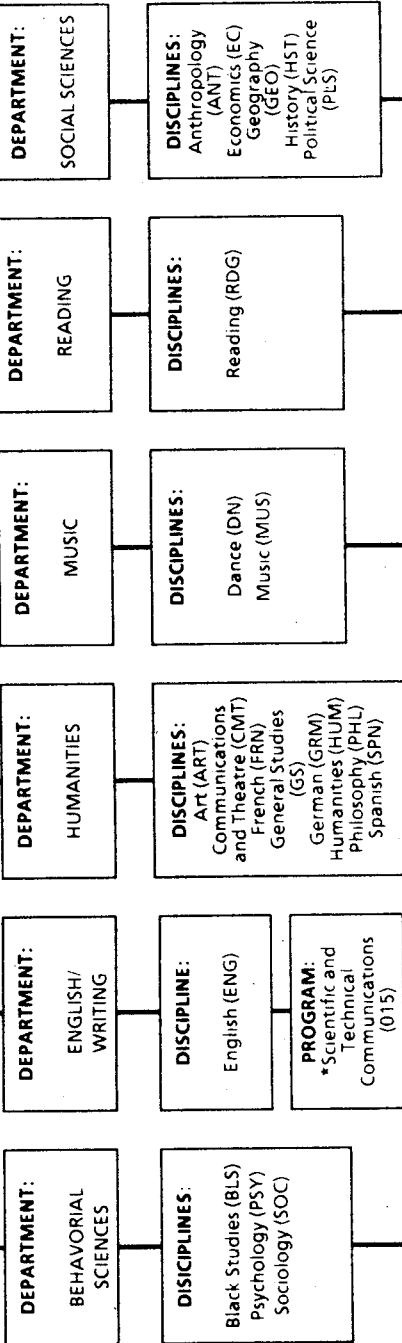 DEPARTMENT:
BEHAVORIAL
SCIENCES
DISICIPLINES:
Black Studies (BLS)
Psychology (PSY)
Sociology (SOC)
DEPARTMENT:
ENGLISH/
WRITING
DISCIPLINE:
English (ENG)
PROGRAM:
*Scientific and
Technical
Communications
(015)
DEPARTMENT:
HUMANITIES
DISCIPLINES:
Art (ART)
Communications
and Theatre (CMT)
French (FRN)
General Studies
(GS)
German (GRM)
Humanities (HUM)
Philosophy (PHL)
Spanish (SPN)
DEPARTMENT:
MUSIC
DISCIPLINES:
Dance (DN)
Music (MUS)
DEPARTMENT:
READING
DISCIPLINES:
Reading (RDG)
DEPARTMENT:
SOCIAL SCIENCES
DISCIPLINES:
Anthropology
(ANT)
Economics (EC)
Geography
(GEO)
History (HST)
Political Science
(PLS)